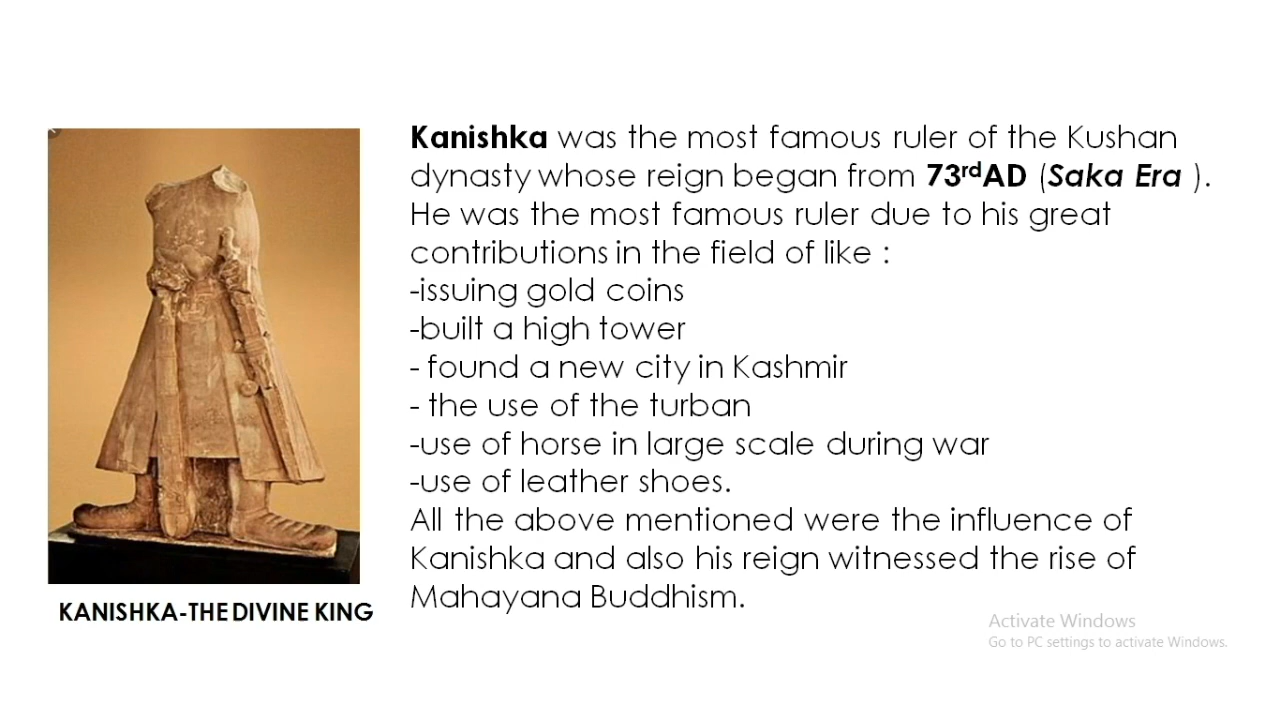 Kanishka was the most famous ruler of the Kushan
dynasty whose reign began from 73rdAD (Saka Era ).
He was the most famous ruler due to his great
contributions in the field of like :
-issuing gold coins
-built a high tower
- found a new city in Kashmir
- the use of the turban
-use of horse in large scale during war
-use of leather shoes.
All the above mentioned were the influence of
Kanishka and also his reign witnessed the rise of
Mahayana Buddhism.
KANISHKA-THE DIVINE KING
Activate Windows
Go to PC settings to activate Windows.